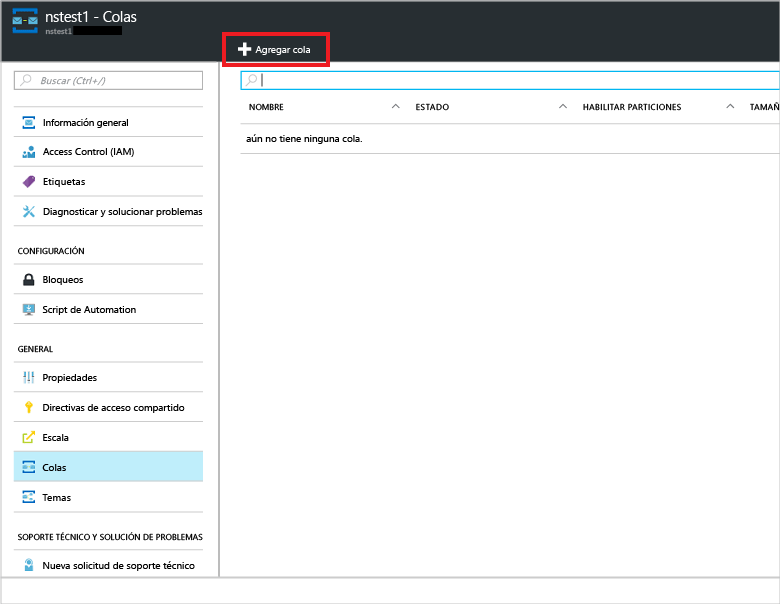 nstest1 - Colas
nstest1
Agregar cola
Buscar (Ctrl+/)
Información general
Access Control (IAM)
Etiquetas
Diagnosticar y solucionar problemas
CONFIGURACIÓN
Bloqueos
Script de Automation
GENERAL
Propiedades
Directivas de acceso compartido
Escala
Colas
Temas
SOPORTE TÉCNICO Y SOLUCIÓN DE PROBLEMAS
Nueva solicitud de soporte técnico
NOMBRE ESTADO HABILITAR PARTICIONES TAMAÑ
aún no tiene ninguna cola.